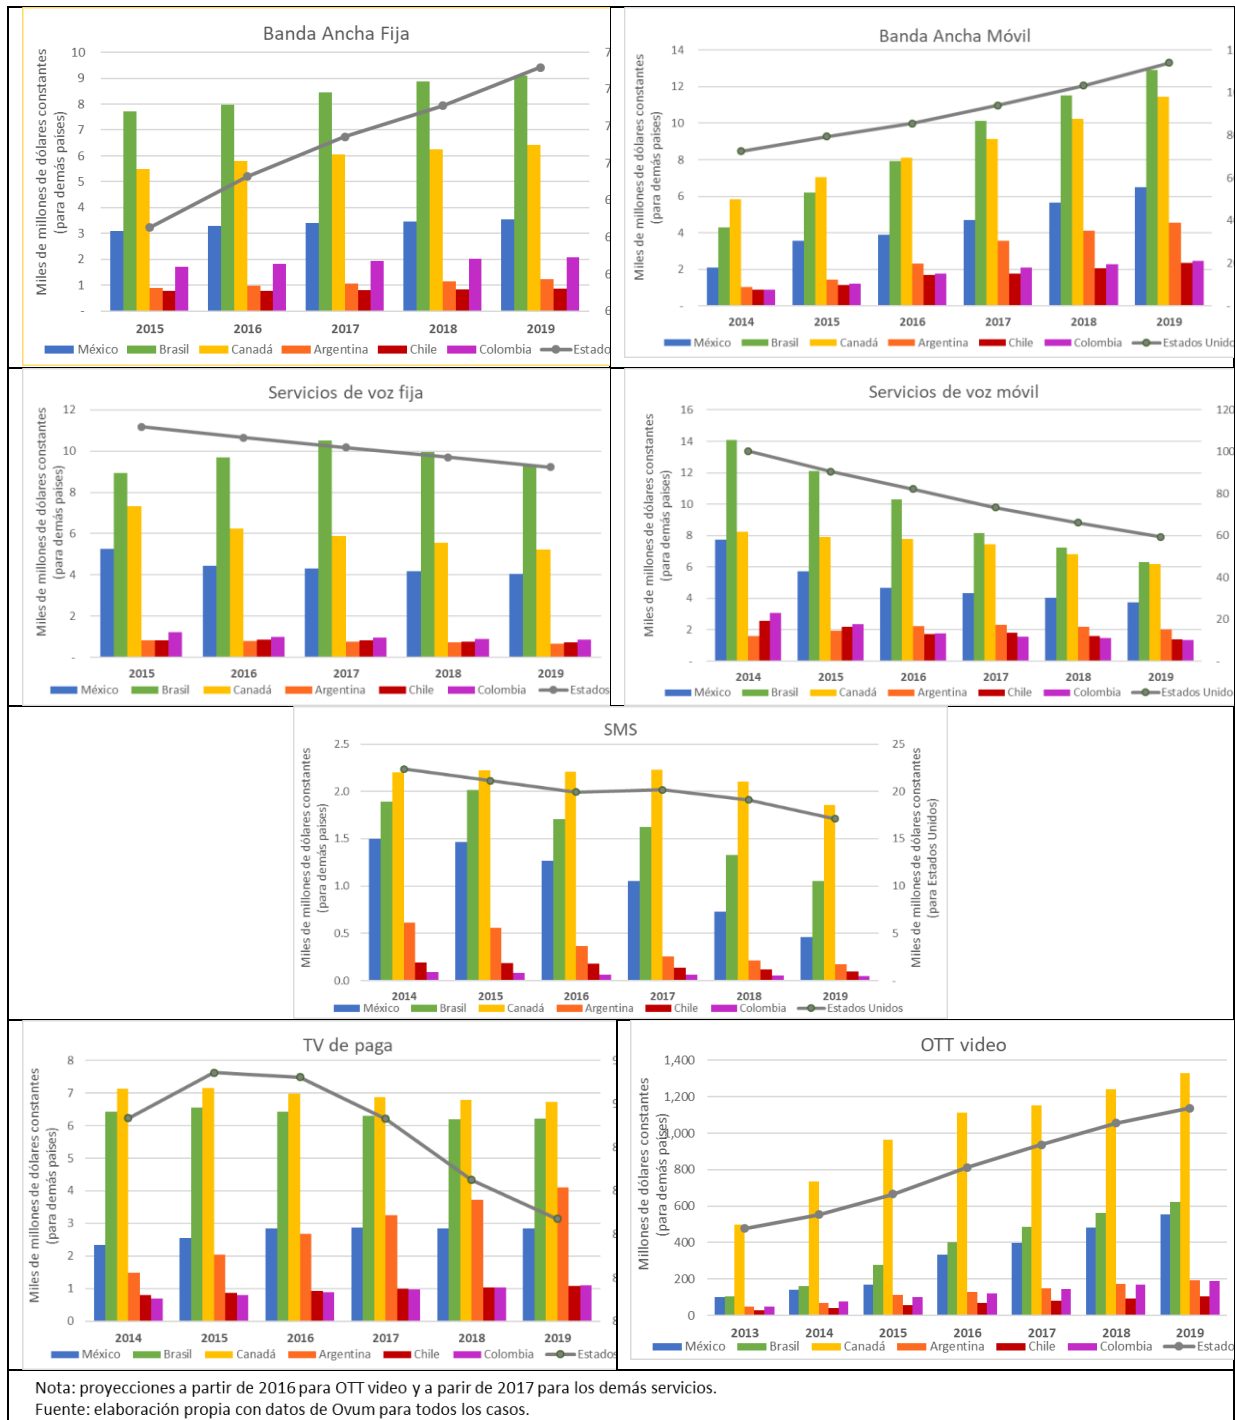 Banda Ancha Fija
Miles de millones de dólares constantes
(para demás paises)
10
9
8
7
6
5
4
3
2
1
-
2015 2016 2017 2018 2019
México Brasil Canadá Argentina Chile Colombia Estados
Banda Ancha Móvil
Miles de millones de dólares constantes
(para demás paises)
14
12
10
8
6
4
2
-
20
-
2014 2015 2016 2017 2018 2019
México Brasil Canadá Argentina Chile Colombia Estados Unidos
Servicios de voz fija
Miles de millones de dólares constantes
(para demás paises)
12
10
8
6
4
2
-
2015 2016 2017 2018 2019
México Brasil Canadá Argentina Chile Colombia Estados
Servicios de voz móvil
Miles de millones de dólares constantes
(para demás paises)
16
14
12
10
8
6
4
2
-
120
100
80
60
40
20
-
2014 2015 2016 2017 2018 2019
México Brasil Canadá Argentina Chile Colombia Estados Unidos
SMS
Miles de millones de dólares constantes
(para demás paises)
2.5
2.0
1.5
1.0
0.5
0.0
25
20
15
10
5
-
Miles de millones de dólares constantes
(para Estados Unidos)
2014 2015 2016 2017 2018 2019
México Brasil Canadá Argentina Chile Colombia Estados Unidos
TV de paga
Miles de millones de dólares constantes
(para demás paises)
8
7
6
5
4
3
2
1
0
2014 2015 2016 2017 2018 2019
México Brasil Canadá Argentina Chile Colombia Estados
OTT video
Millones de dólares constantes
(para demás paises)
1,400
1,200
1,000
800
600
400
200
0
2013 2014 2015 2016 2017 2018 2019
México Brasil Canadá Argentina Chile Colombia Estados
Nota: proyecciones a partir de 2016 para OTT video y a parir de 2017 para los demás servicios.
Fuente: elaboración propia con datos de Ovum para todos los casos.